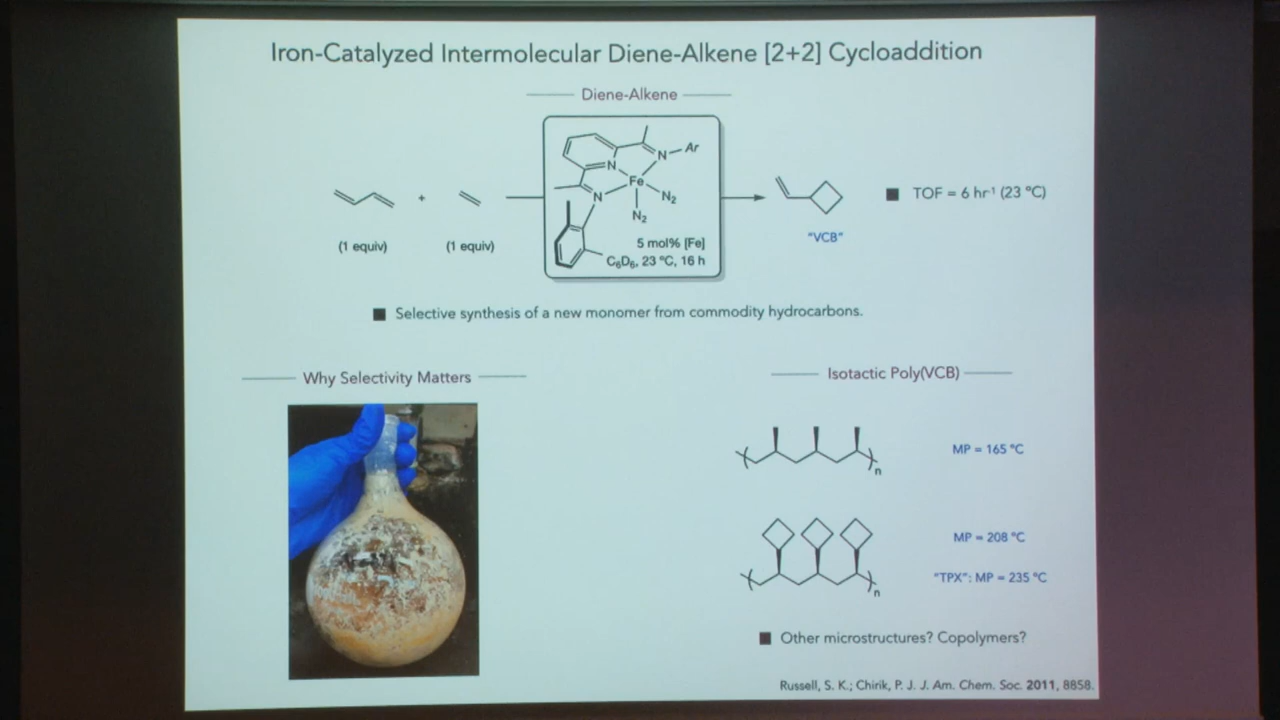 Iron-Catalyzed Intermolecular Diene-Alkene [2+2] Cycloaddition
Diene-Alkene
N
N—Ar
Fe
N
N₂
N₂
+
(1 equiv)
(1 equiv)
5 mol% [Fe]
C₆D₆, 23 °C, 16 h
"VCB"
■ TOF = 6 hr⁻¹ (23 °C)
■ Selective synthesis of a new monomer from commodity hydrocarbons.
Why Selectivity Matters
Isotactic Poly(VCB)
n
MP = 165 °C
MP = 208 °C
"TPX": MP = 235 °C
n
■ Other microstructures? Copolymers?
Russell, S. K.; Chirik, P. J. J. Am. Chem. Soc. 2011, 8858.